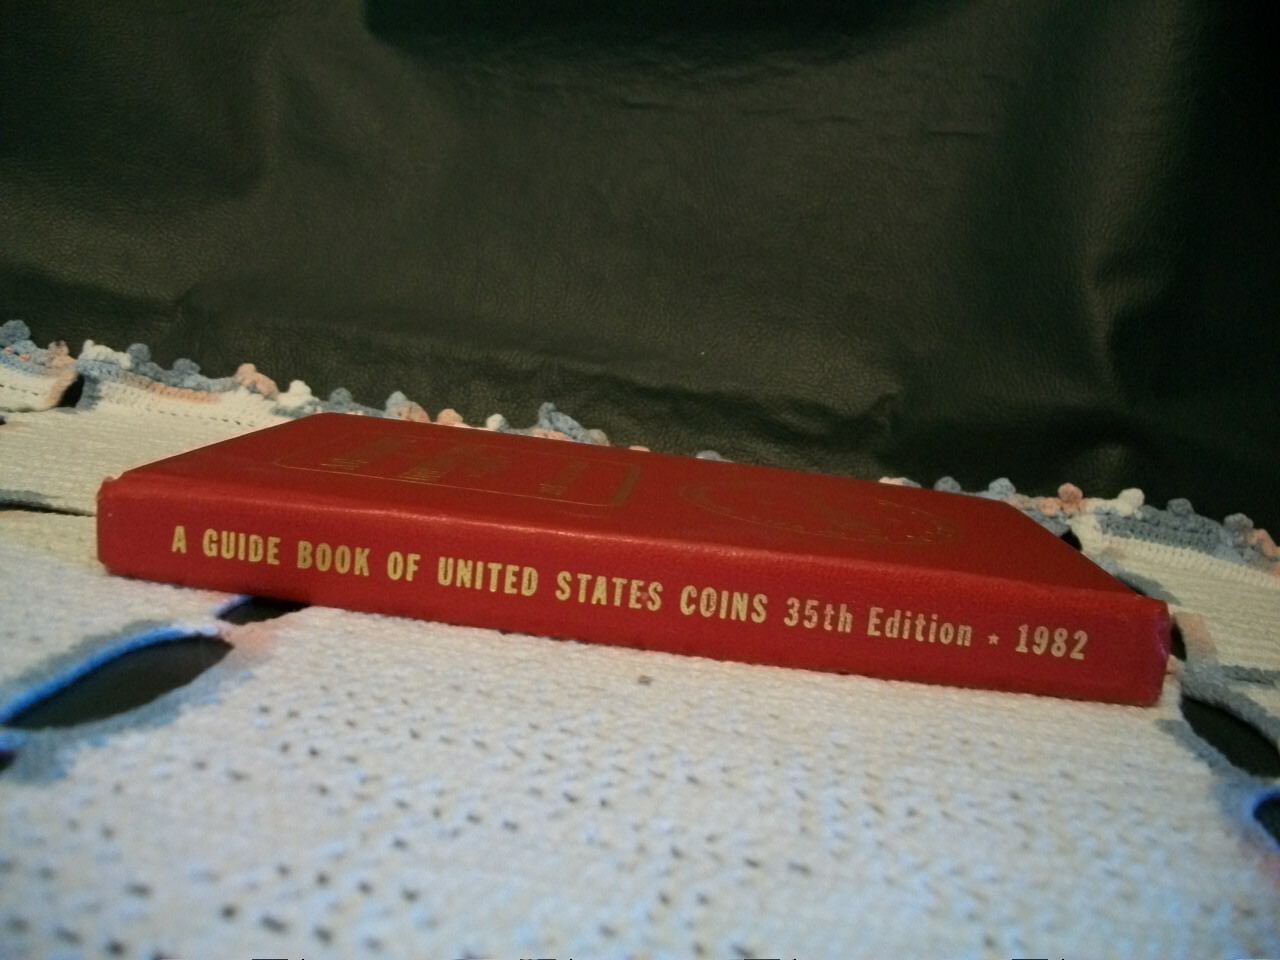 A GUIDE BOOK OF UNITED STATES COINS 35th Edition ★ 1982